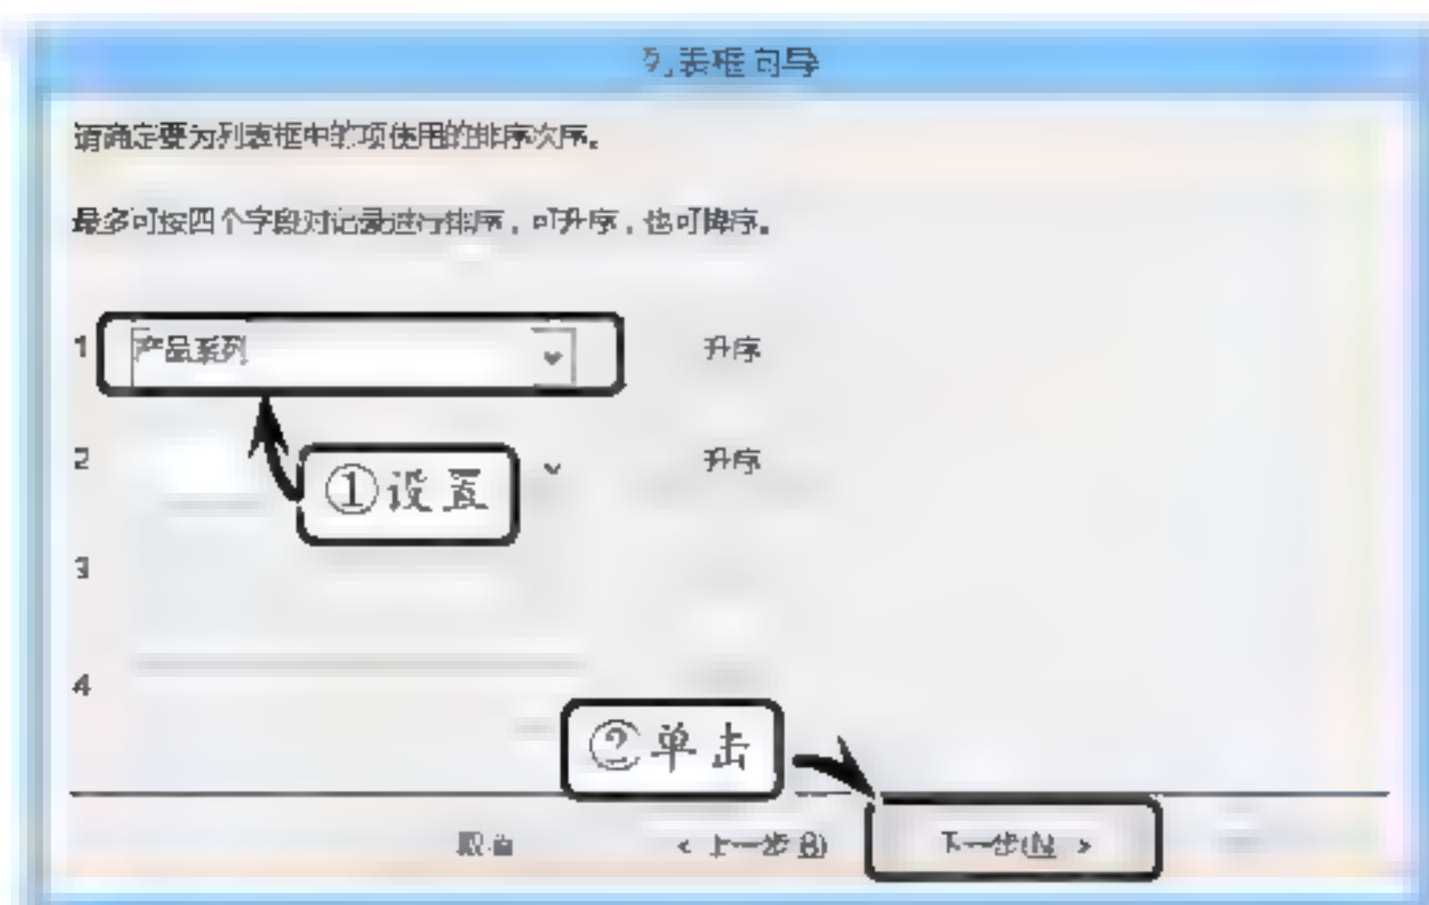 列表框向导
请确定要为列表框中的项使用的排序次序。
最多可按四个字段对记录进行排序，可升序，也可降序。
1 产品系列 升序
2 升序
①设置
3
4
②单击
取消 < 上一步(B) 下一步(N) >